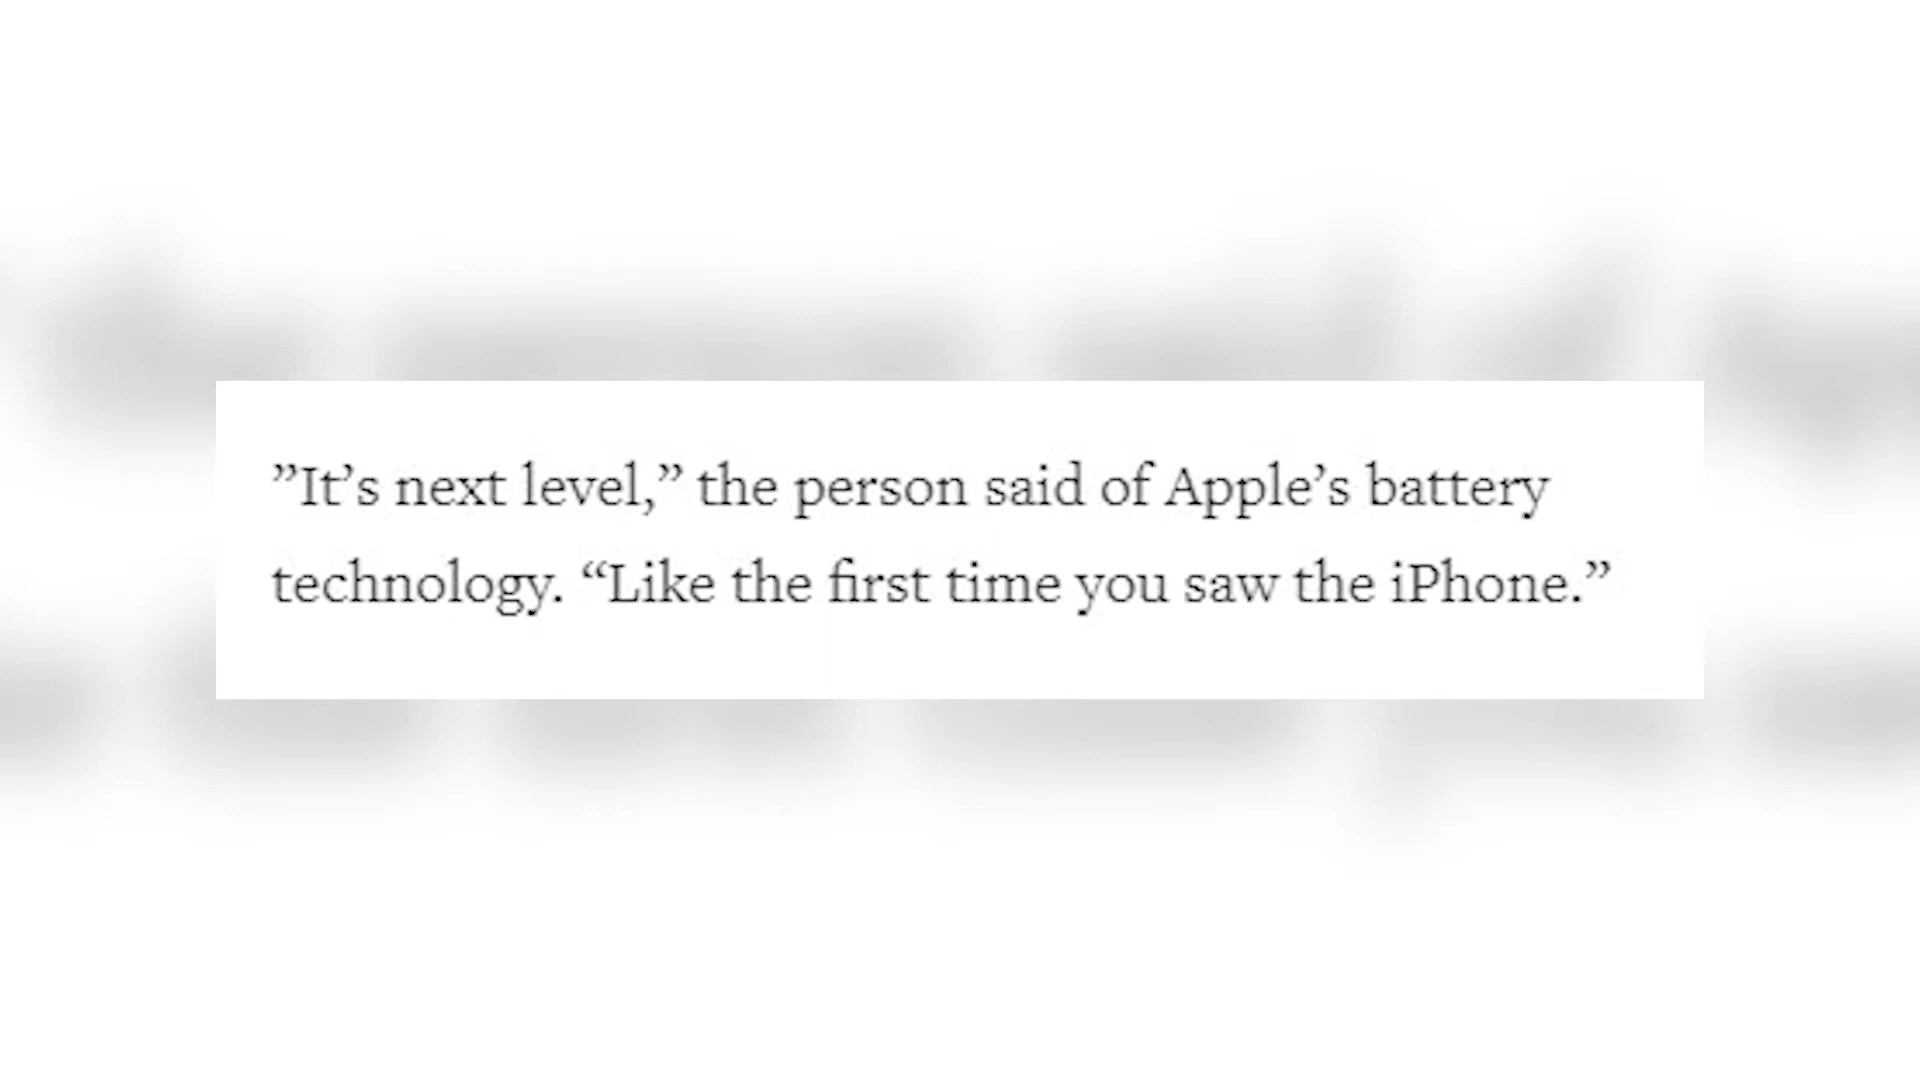 ”It’s next level,” the person said of Apple’s battery
technology. “Like the first time you saw the iPhone.”